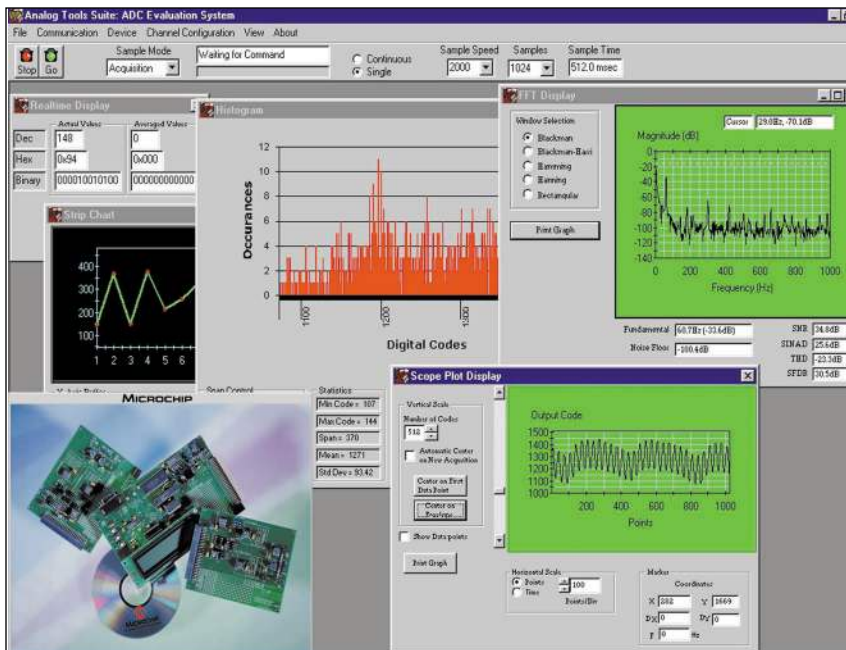 Analog Tools Suite: ADC Evaluation System
File Communication Device Channel Configuration View About
Stop Go
Sample Mode
Acquisition
Waiting for Command
Continuous
Single
Sample Speed
2000
Samples
1024
Sample Time
512.0 msec
Realtime Display
Actual Values Averaged Values
Dec 148 0
Hex 0x94 0x000
Binary 000010010100 000000000000
Strip Chart
400
300
200
100
1 2 3 4 5 6
Histogram
Occurances
12
10
8
6
4
2
0
1100 1200 1300
Digital Codes
Span Control
Statistics
Min Code = 107
Max Code = 144
Span = 370
Mean = 1271
Std Dev = 93.42
FFT Display
Window Selection
Blackman
Blackman-Harri
Hamming
Hanning
Rectangular
Print Graph
Cursor 29.0Hz, -70.1dB
Magnitude (dB)
0
-20
-40
-60
-80
-100
-120
-140
0 200 400 600 800 1000
Frequency (Hz)
Fundamental 60.7Hz (-33.6dB)
Noise Floor -100.4dB
SNR 34.8dB
SINAD 25.6dB
THD -23.3dB
SFDR 30.5dB
MICROCHIP
Scope Plot Display
Vertical Scale
Number of Codes
512
Automatic Center
on New Acquisition
Center on First
Data Point
Center on
Envelope
Show Data points
Print Graph
Output Code
1500
1400
1300
1200
1100
1000
200 400 600 800 1000
Points
Horizontal Scale
Points
Time
100
Points/Div
Marker
Coordinates
X 282 Y 1669
DX 0 DY 0
F 0 Hz